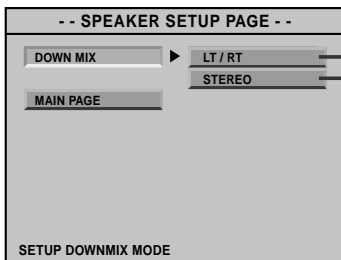 - - SPEAKER SETUP PAGE - -
DOWN MIX
LT / RT
STEREO
MAIN PAGE
SETUP DOWNMIX MODE